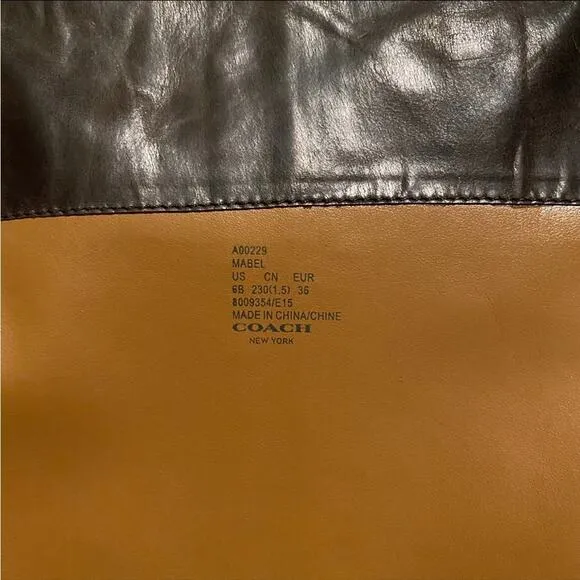 A00229
MABEL
US CN EUR
6B 230(1.5) 36
8009354/E15
MADE IN CHINA/CHINE
COACH
NEW YORK